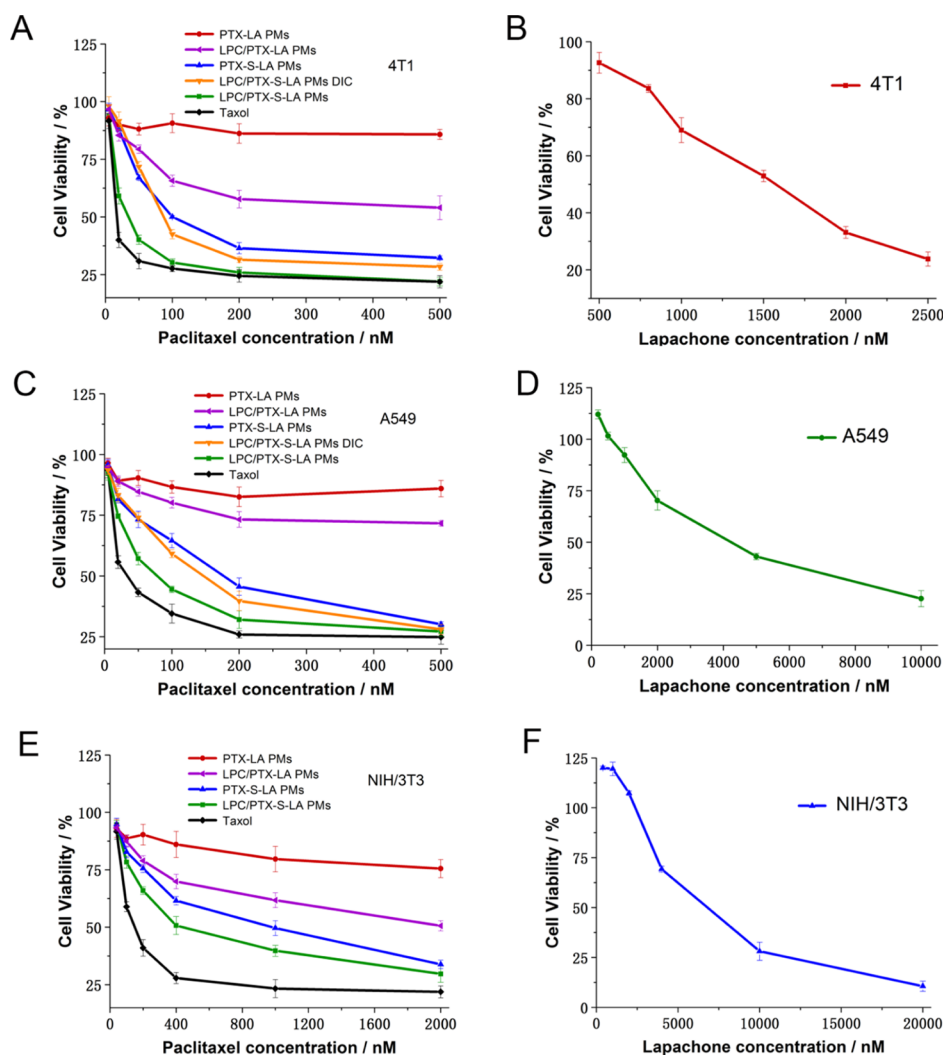 A
PTX-LA PMs
LPC/PTX-LA PMs
PTX-S-LA PMs
LPC/PTX-S-LA PMs DIC
LPC/PTX-S-LA PMs
Taxol
4T1
Cell Viability / %
125
100
75
50
25
0 100 200 300 400 500
Paclitaxel concentration / nM
B
4T1
Cell Viability / %
100
80
60
40
20
500 1000 1500 2000 2500
Lapachone concentration / nM
C
PTX-LA PMs
LPC/PTX-LA PMs
PTX-S-LA PMs
LPC/PTX-S-LA PMs DIC
LPC/PTX-S-LA PMs
Taxol
A549
Cell Viability / %
125
100
75
50
25
0 100 200 300 400 500
Paclitaxel concentration / nM
D
A549
Cell Viability / %
125
100
75
50
25
0
0 2000 4000 6000 8000 10000
Lapachone concentration / nM
E
PTX-LA PMs
LPC/PTX-LA PMs
PTX-S-LA PMs
LPC/PTX-S-LA PMs
Taxol
NIH/3T3
Cell Viability / %
125
100
75
50
25
0 400 800 1200 1600 2000
Paclitaxel concentration / nM
F
NIH/3T3
Cell Viability / %
125
100
75
50
25
0
0 5000 10000 15000 20000
Lapachone concentration / nM